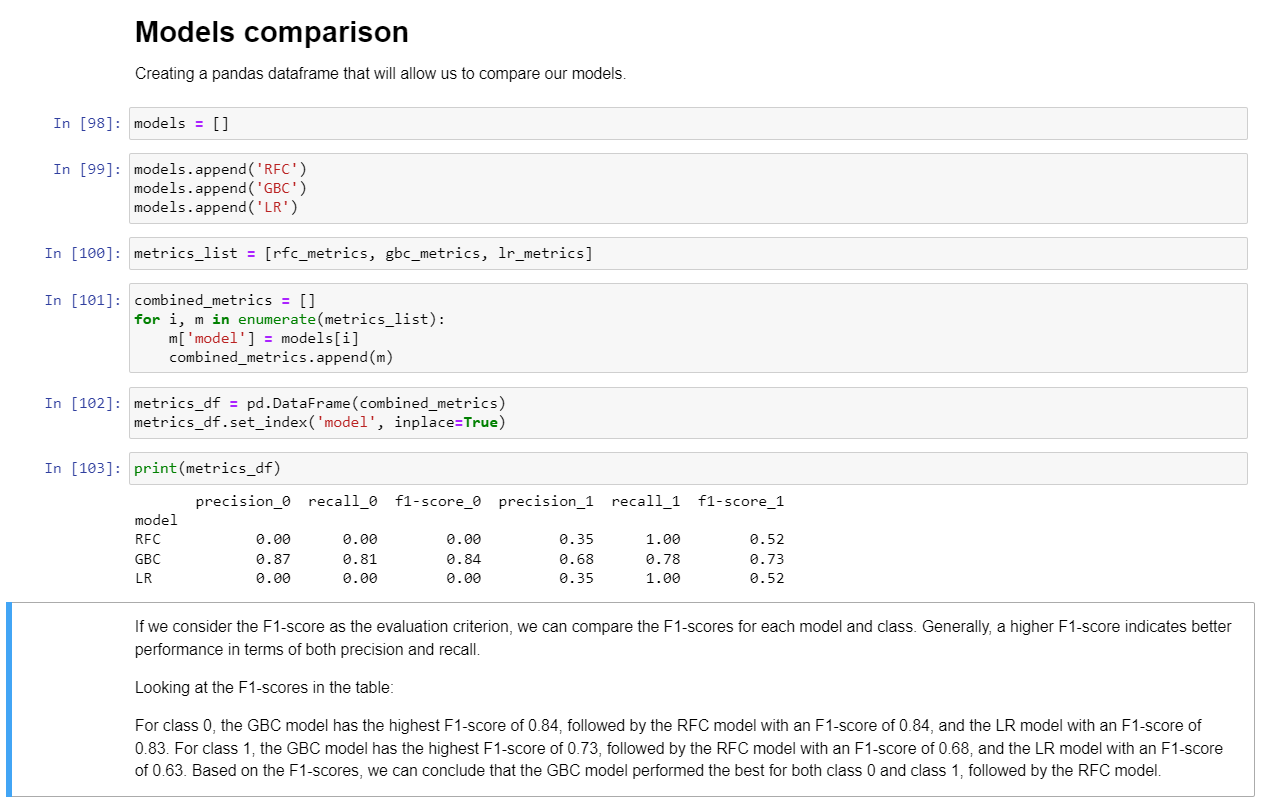 Models comparison
Creating a pandas dataframe that will allow us to compare our models.
In [98]: models = []
In [99]: models.append('RFC')
models.append('GBC')
models.append('LR')
In [100]: metrics_list = [rfc_metrics, gbc_metrics, lr_metrics]
In [101]: combined_metrics = []
for i, m in enumerate(metrics_list):
    m['model'] = models[i]
    combined_metrics.append(m)
In [102]: metrics_df = pd.DataFrame(combined_metrics)
metrics_df.set_index('model', inplace=True)
In [103]: print(metrics_df)
precision_0 recall_0 f1-score_0 precision_1 recall_1 f1-score_1
model
RFC 0.00 0.00 0.00 0.35 1.00 0.52
GBC 0.87 0.81 0.84 0.68 0.78 0.73
LR 0.00 0.00 0.00 0.35 1.00 0.52
If we consider the F1-score as the evaluation criterion, we can compare the F1-scores for each model and class. Generally, a higher F1-score indicates better
performance in terms of both precision and recall.
Looking at the F1-scores in the table:
For class 0, the GBC model has the highest F1-score of 0.84, followed by the RFC model with an F1-score of 0.84, and the LR model with an F1-score of
0.83. For class 1, the GBC model has the highest F1-score of 0.73, followed by the RFC model with an F1-score of 0.68, and the LR model with an F1-score
of 0.63. Based on the F1-scores, we can conclude that the GBC model performed the best for both class 0 and class 1, followed by the RFC model.